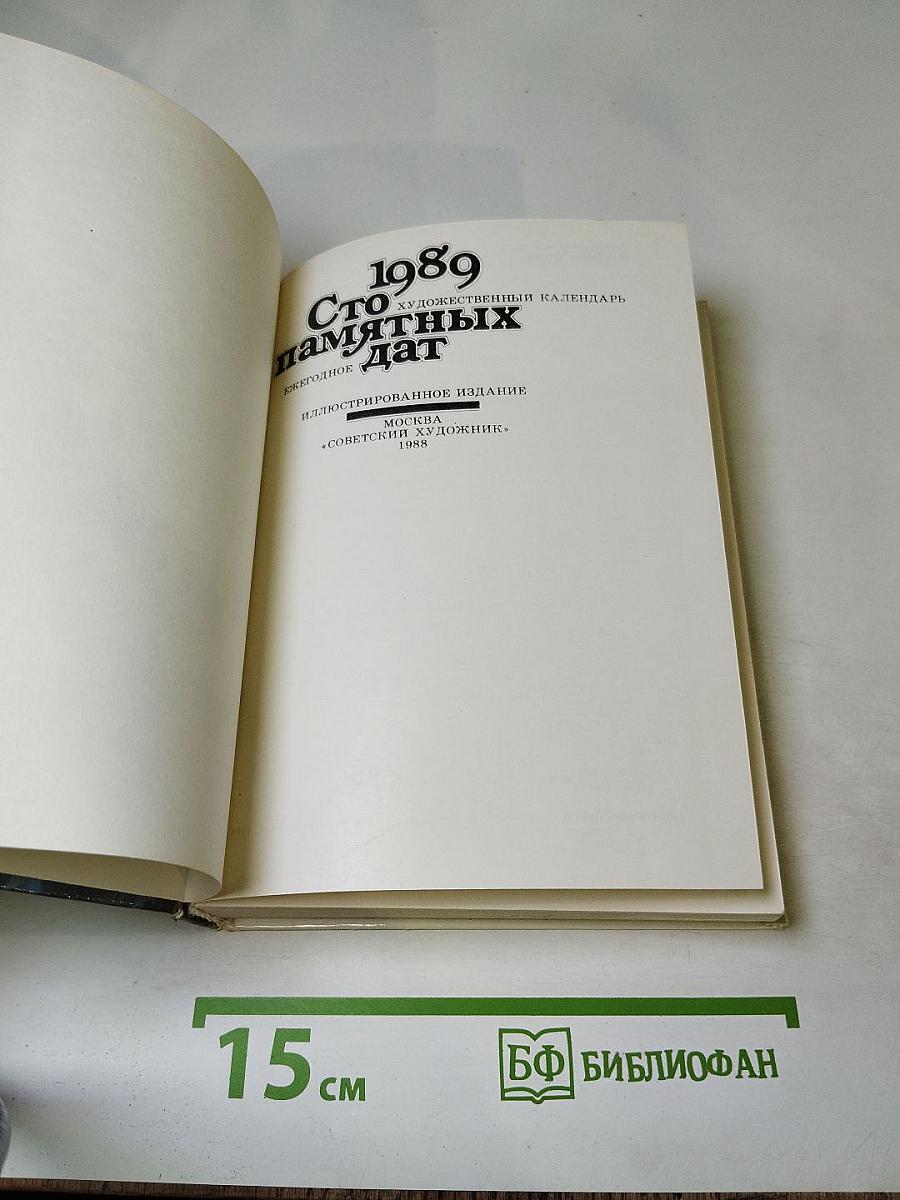 1989
Сто ХУДОЖЕСТВЕННЫЙ КАЛЕНДАРЬ
памятных
дат
ЕЖЕГОДНОЕ
ИЛЛЮСТРИРОВАННОЕ ИЗДАНИЕ
МОСКВА
«СОВЕТСКИЙ ХУДОЖНИК»
1988
15 см
БФ БИБЛИОФАН